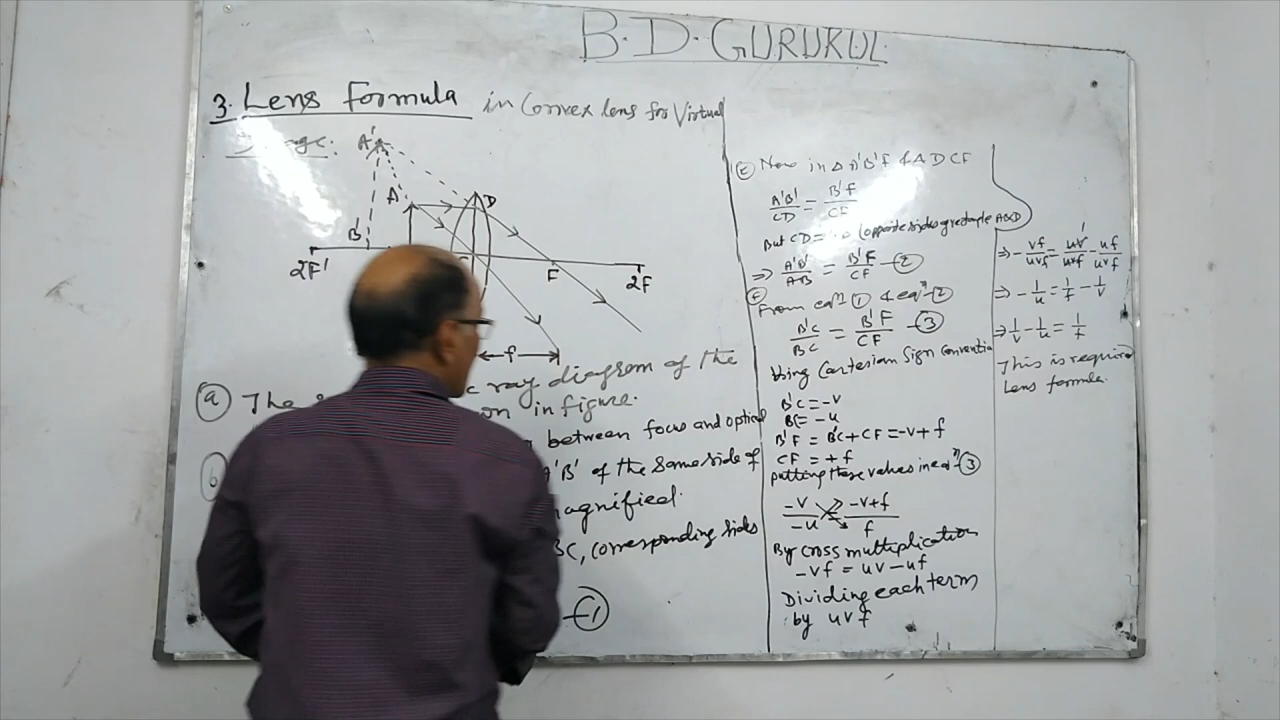 B.D.GURUKUL
3. Lens formula in Convex lens for Virtual
A'
A
D
B'
2F'
F
2F
f
(a) The ray diagram of the
on in figure.
(b) between focus and optical
A'B' of the same side of
magnified.
BC, corresponding sides
—(1)
(E) Now in Δ A'B'F & Δ DCF
A'B'/CD = B'F/CF
But CD = (opposite sides of rectangle ABCD
⇒ A'B'/AB = B'F/CF —(2)
From eqn (1) & eqn —(2)
B'C/BC = B'F/CF —(3)
Using Cartesian Sign Conventio
B'C = -v
BC = -u
B'F = B'C + CF = -v + f
CF = + f
putting these values in eqn —(3)
-v/-u = -v+f/f
By cross multiplication
-vf = uv - uf
Dividing each term
by uvf
⇒ -vf/uvf = uv/uvf - uf/uvf
⇒ -1/u = 1/f - 1/v
⇒ 1/v - 1/u = 1/f
This is required
Lens formula.